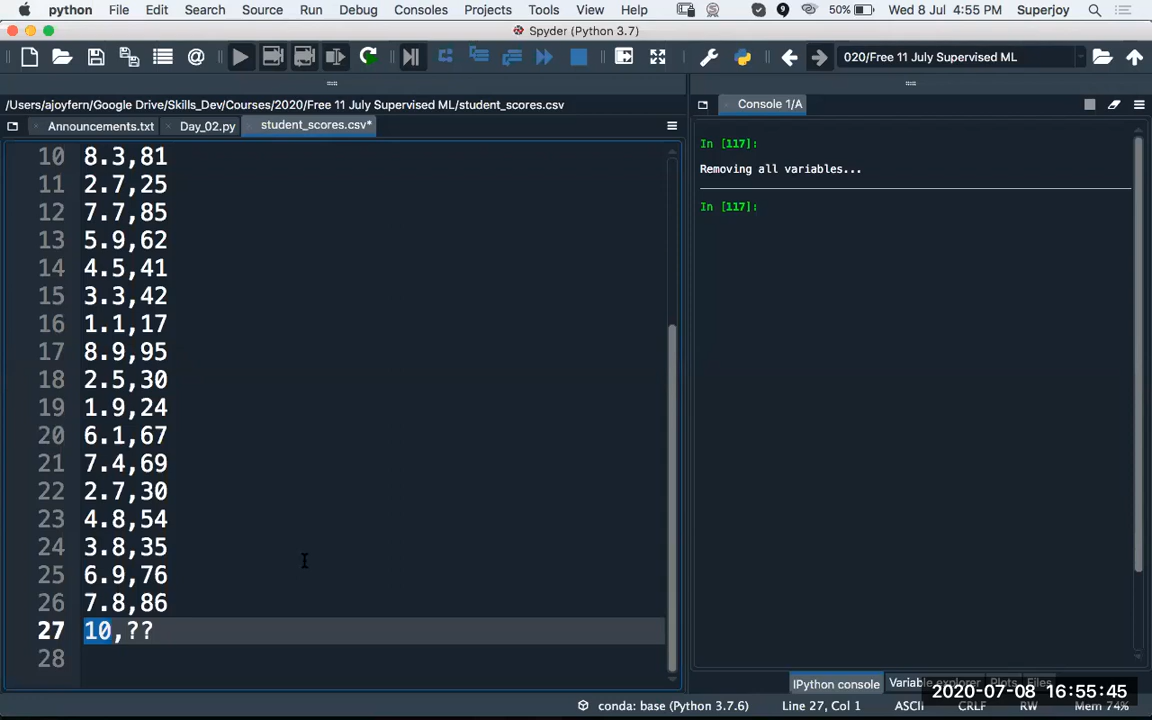 python File Edit Search Source Run Debug Consoles Projects Tools View Help 50% Wed 8 Jul 4:55 PM Superjoy
Spyder (Python 3.7)
020/Free 11 July Supervised ML
/Users/ajoyfern/Google Drive/Skills_Dev/Courses/2020/Free 11 July Supervised ML/student_scores.csv
Announcements.txt Day_02.py student_scores.csv*
10 8.3,81
11 2.7,25
12 7.7,85
13 5.9,62
14 4.5,41
15 3.3,42
16 1.1,17
17 8.9,95
18 2.5,30
19 1.9,24
20 6.1,67
21 7.4,69
22 2.7,30
23 4.8,54
24 3.8,35
25 6.9,76
26 7.8,86
27 10,??
28
Console 1/A
In [117]:
Removing all variables...
In [117]:
IPython console Variable explorer Plots Files
2020-07-08 16:55:45
conda: base (Python 3.7.6) Line 27, Col 1 ASCII CRLF RW Mem 74%